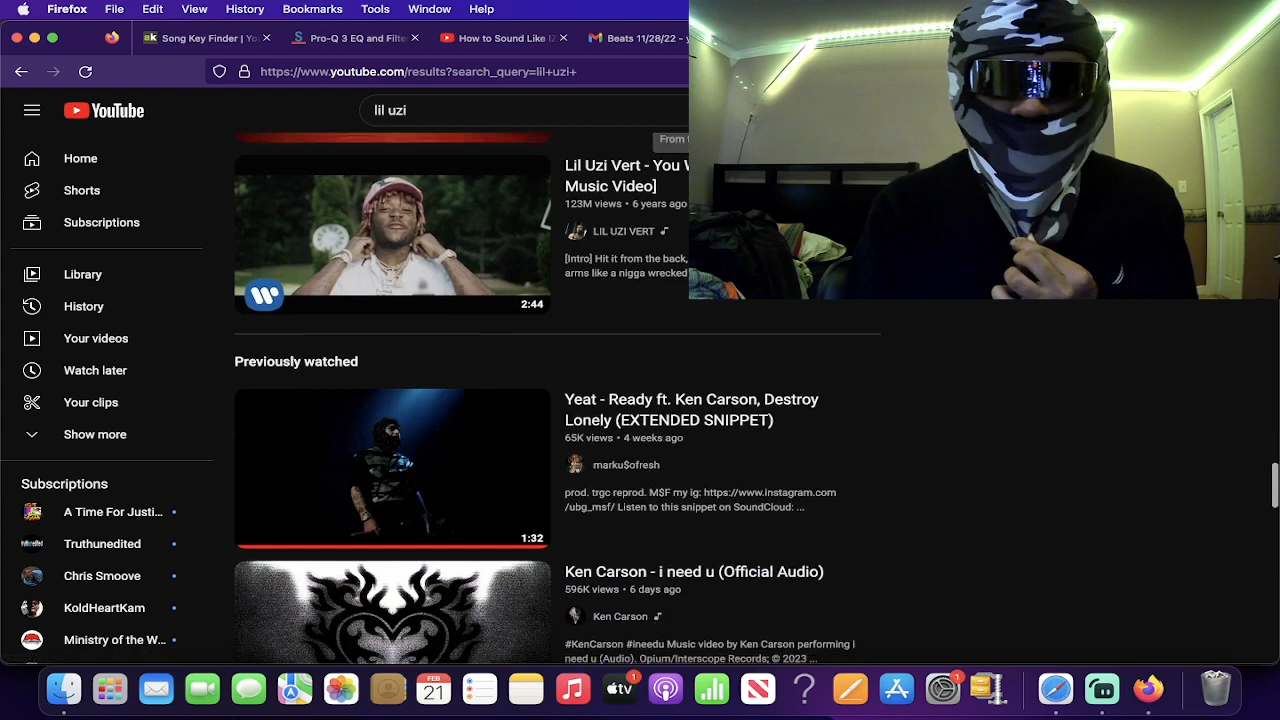 Firefox File Edit View History Bookmarks Tools Window Help
Song Key Finder | Yo
Pro-Q 3 EQ and Filte
How to Sound Like IZ
Beats 11/28/22 - y
https://www.youtube.com/results?search_query=lil+uzi+
YouTube
lil uzi
Home
Shorts
Subscriptions
Library
History
Your videos
Watch later
Your clips
Show more
Subscriptions
A Time For Justi...
Truthunedited
Chris Smoove
KoldHeartKam
Ministry of the W...
From t
Lil Uzi Vert - You W
Music Video]
123M views • 6 years ago
LIL UZI VERT
[Intro] Hit it from the back,
arms like a nigga wrecked
2:44
Previously watched
Yeat - Ready ft. Ken Carson, Destroy
Lonely (EXTENDED SNIPPET)
65K views • 4 weeks ago
marku$ofresh
prod. trgc reprod. M$F my ig: https://www.instagram.com
/ubg_msf/ Listen to this snippet on SoundCloud: ...
1:32
Ken Carson - i need u (Official Audio)
596K views • 6 days ago
Ken Carson
#KenCarson #ineedu Music video by Ken Carson performing i
need u (Audio). Opium/Interscope Records; © 2023 ...
FEB
21
1
tv
1